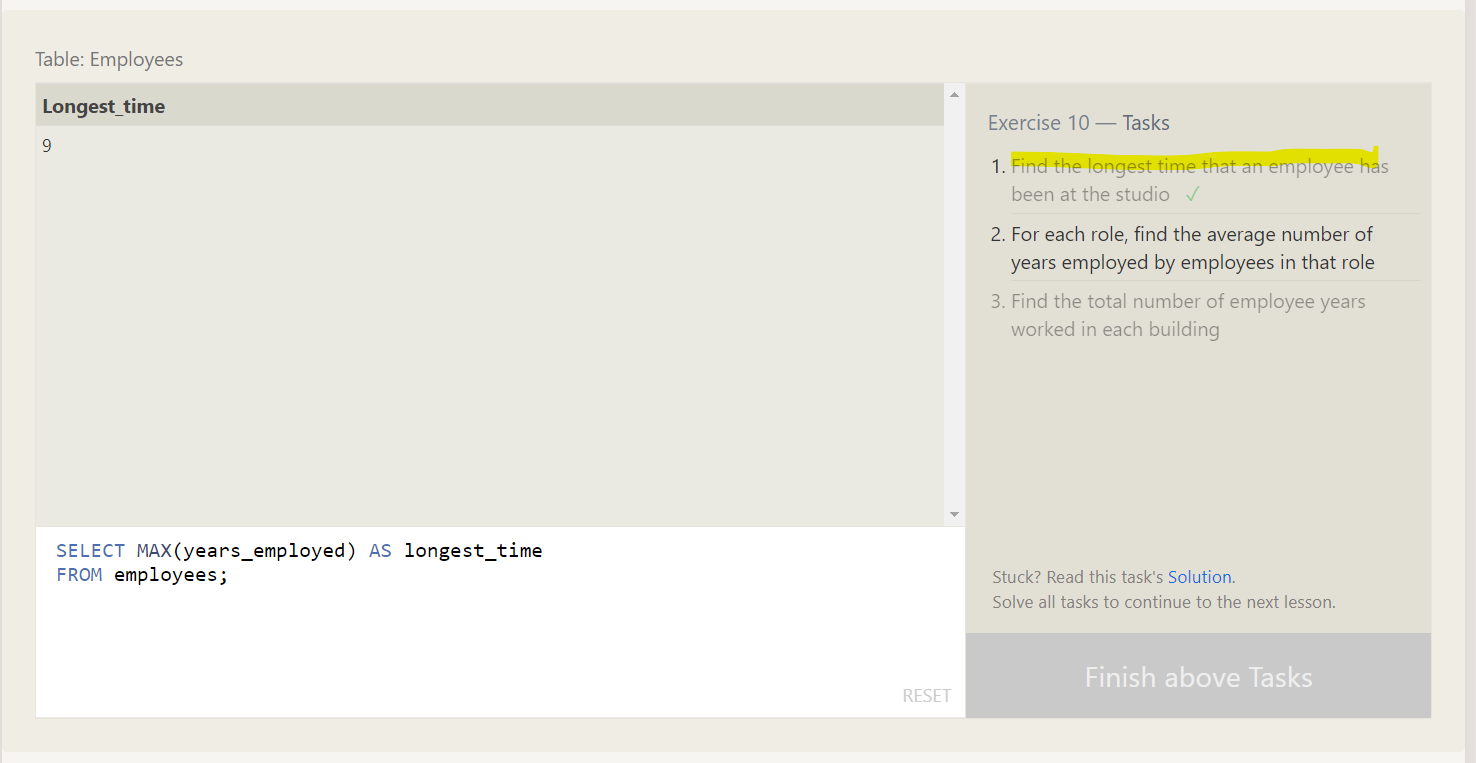 Table: Employees
Longest_time
9
SELECT MAX(years_employed) AS longest_time
FROM employees;
RESET
Exercise 10 — Tasks
1. Find the longest time that an employee has
been at the studio ✓
2. For each role, find the average number of
years employed by employees in that role
3. Find the total number of employee years
worked in each building
Stuck? Read this task's Solution.
Solve all tasks to continue to the next lesson.
Finish above Tasks